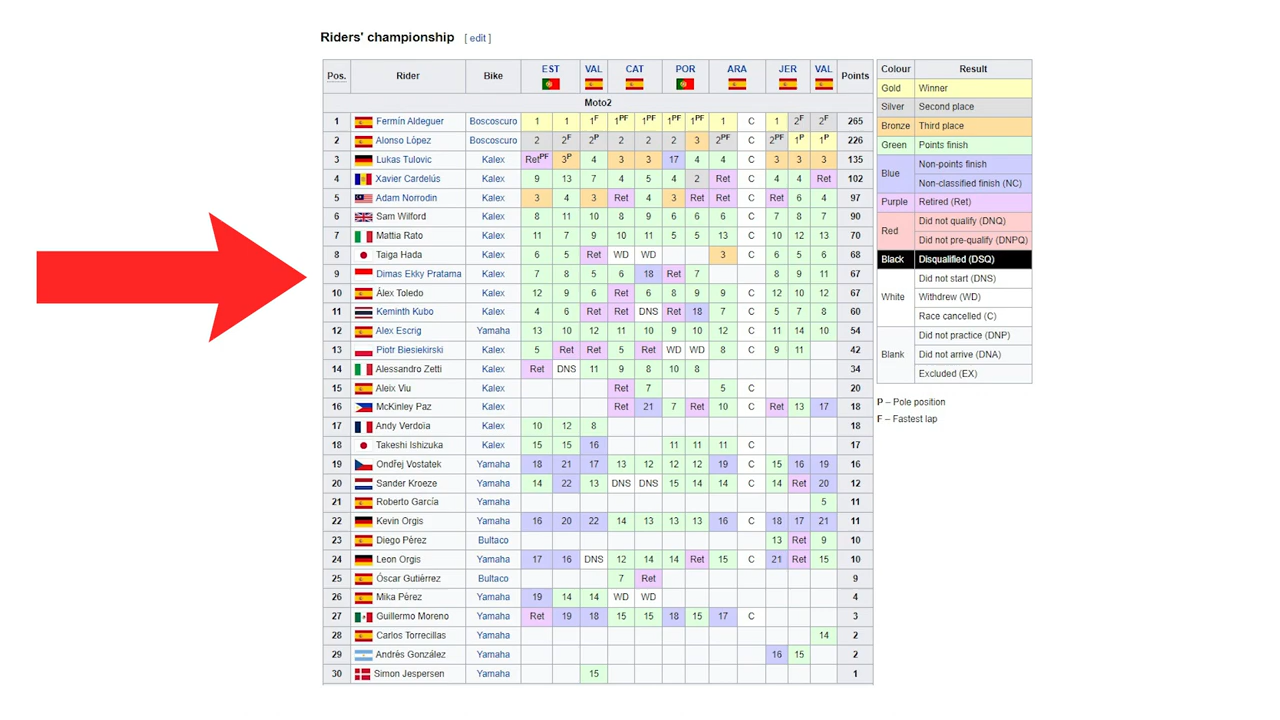 Riders' championship [ edit ]
Pos. Rider Bike EST VAL CAT POR ARA JER VAL Points
Moto2
1 Fermín Aldeguer Boscoscuro 1 1 1F 1PF 1PF 1PF 1PF 1 C 1 2F 2F 265
2 Alonso López Boscoscuro 2 2F 2P 2 2 2 3 2PF C 2PF 1P 1P 226
3 Lukas Tulovic Kalex RetPF 3P 4 3 3 17 4 4 C 3 3 3 135
4 Xavier Cardelús Kalex 9 13 7 4 5 4 2 Ret C 4 4 Ret 102
5 Adam Norrodin Kalex 3 4 3 Ret 4 3 Ret Ret C Ret 6 4 97
6 Sam Wilford Kalex 8 11 10 8 9 6 6 6 C 7 8 7 90
7 Mattia Rato Kalex 11 7 9 10 11 5 5 13 C 10 12 13 70
8 Taiga Hada Kalex 6 5 Ret WD WD 3 C 6 5 6 68
9 Dimas Ekky Pratama Kalex 7 8 5 6 18 Ret 7 8 9 11 67
10 Álex Toledo Kalex 12 9 6 Ret 6 8 9 9 C 12 10 12 67
11 Keminth Kubo Kalex 4 6 Ret Ret DNS Ret 18 7 C 5 7 8 60
12 Alex Escrig Yamaha 13 10 12 11 10 9 10 12 C 11 14 10 54
13 Piotr Biesiekirski Kalex 5 Ret Ret 5 Ret WD WD 8 C 9 11 42
14 Alessandro Zetti Kalex Ret DNS 11 9 8 10 8 34
15 Aleix Viu Kalex Ret 7 5 C 20
16 McKinley Paz Kalex Ret 21 7 Ret 10 C Ret 13 17 18
17 Andy Verdoïa Kalex 10 12 8 18
18 Takeshi Ishizuka Kalex 15 15 16 11 11 11 C 17
19 Ondřej Vostatek Yamaha 18 21 17 13 12 12 12 19 C 15 16 19 16
20 Sander Kroeze Yamaha 14 22 13 DNS DNS 15 14 14 C 14 Ret 20 12
21 Roberto García Yamaha 5 11
22 Kevin Orgis Yamaha 16 20 22 14 13 13 13 16 C 18 17 21 11
23 Diego Pérez Bultaco 13 Ret 9 10
24 Leon Orgis Yamaha 17 16 DNS 12 14 14 Ret 15 C 21 Ret 15 10
25 Óscar Gutiérrez Bultaco 7 Ret 9
26 Mika Pérez Yamaha 19 14 14 WD WD 4
27 Guillermo Moreno Yamaha Ret 19 18 15 15 18 15 17 C 3
28 Carlos Torrecillas Yamaha 14 2
29 Andrés González Yamaha 16 15 2
30 Simon Jespersen Yamaha 15 1
Colour Result
Gold Winner
Silver Second place
Bronze Third place
Green Points finish
Blue Non-points finish
Non-classified finish (NC)
Purple Retired (Ret)
Red Did not qualify (DNQ)
Did not pre-qualify (DNPQ)
Black Disqualified (DSQ)
White Did not start (DNS)
Withdrew (WD)
Race cancelled (C)
Blank Did not practice (DNP)
Did not arrive (DNA)
Excluded (EX)
P – Pole position
F – Fastest lap